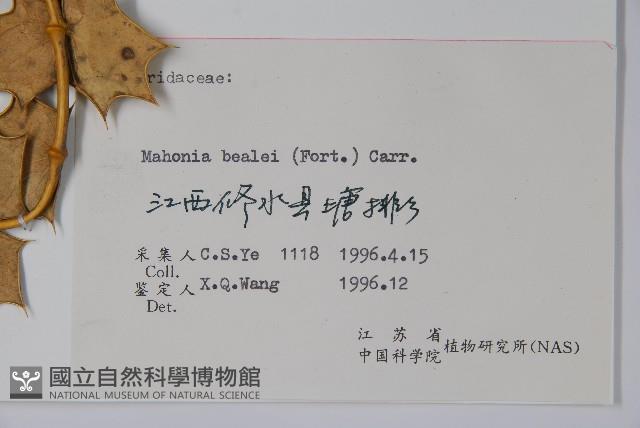 ridaceae:
Mahonia bealei (Fort.) Carr.
江西修水县塘排
采集人 C.S.Ye 1118 1996.4.15
Coll.
鉴定人 X.Q.Wang 1996.12
Det.
江苏省
中国科学院 植物研究所(NAS)
國立自然科學博物館
NATIONAL MUSEUM OF NATURAL SCIENCE